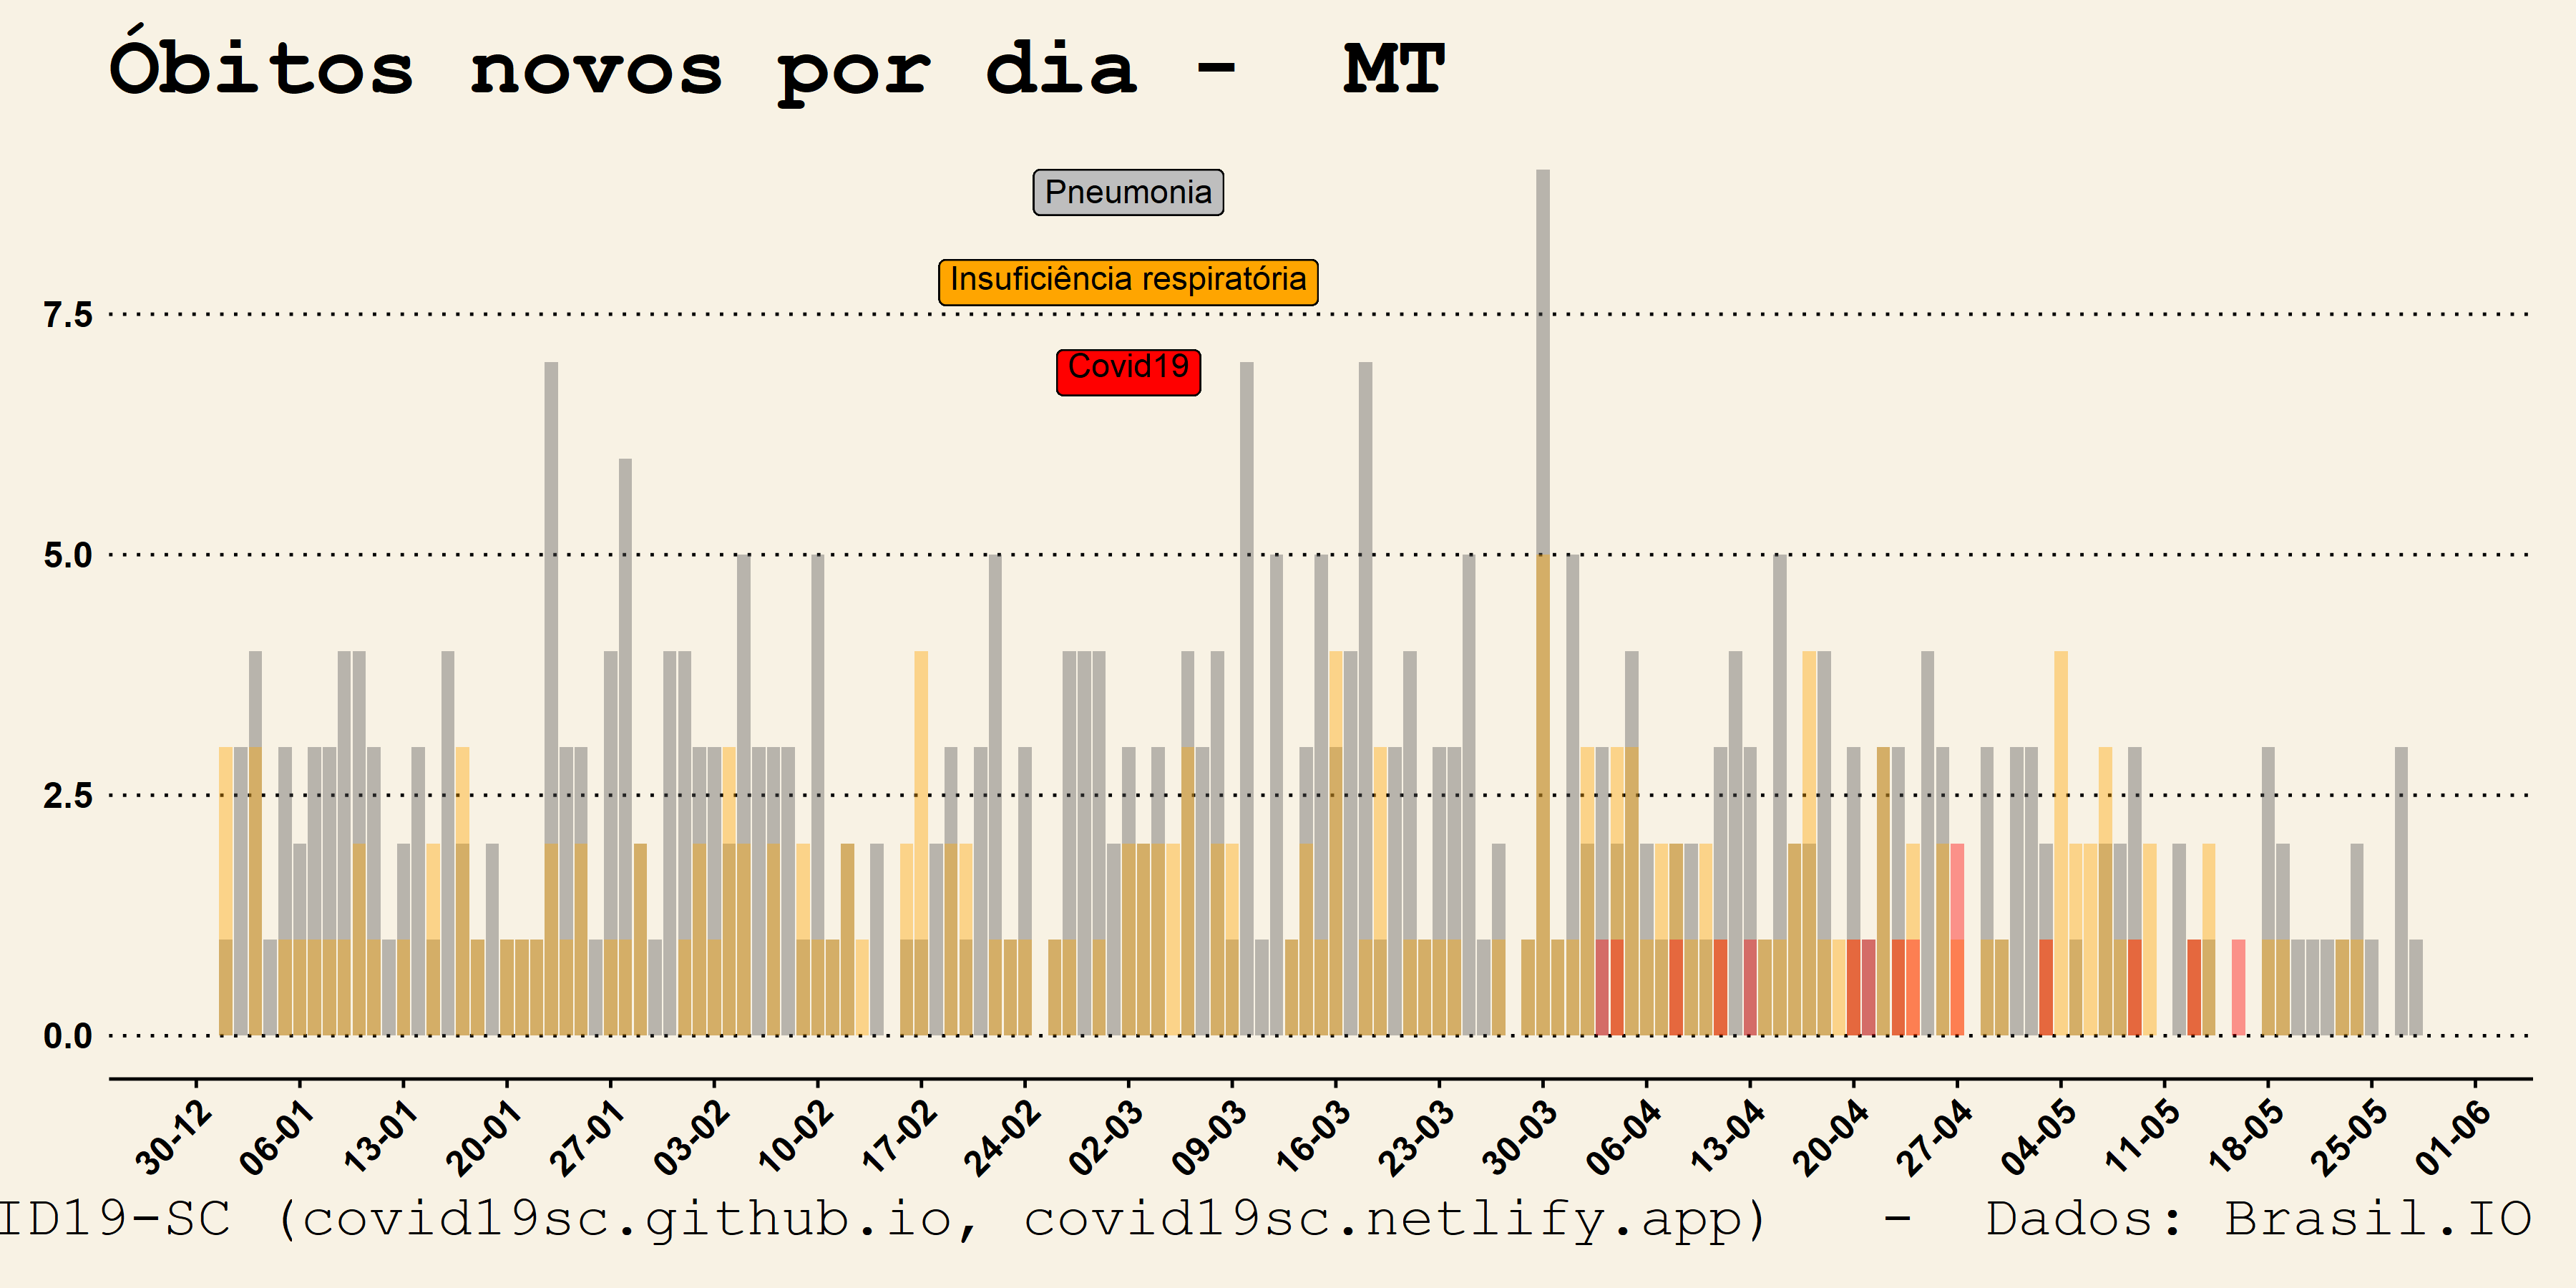 Óbitos novos por dia - MT
Pneumonia
Insuficiência respiratória
Covid19
7.5
5.0
2.5
0.0
30-12 06-01 13-01 20-01 27-01 03-02 10-02 17-02 24-02 02-03 09-03 16-03 23-03 30-03 06-04 13-04 20-04 27-04 04-05 11-05 18-05 25-05 01-06
ID19-SC (covid19sc.github.io, covid19sc.netlify.app) - Dados: Brasil.IO